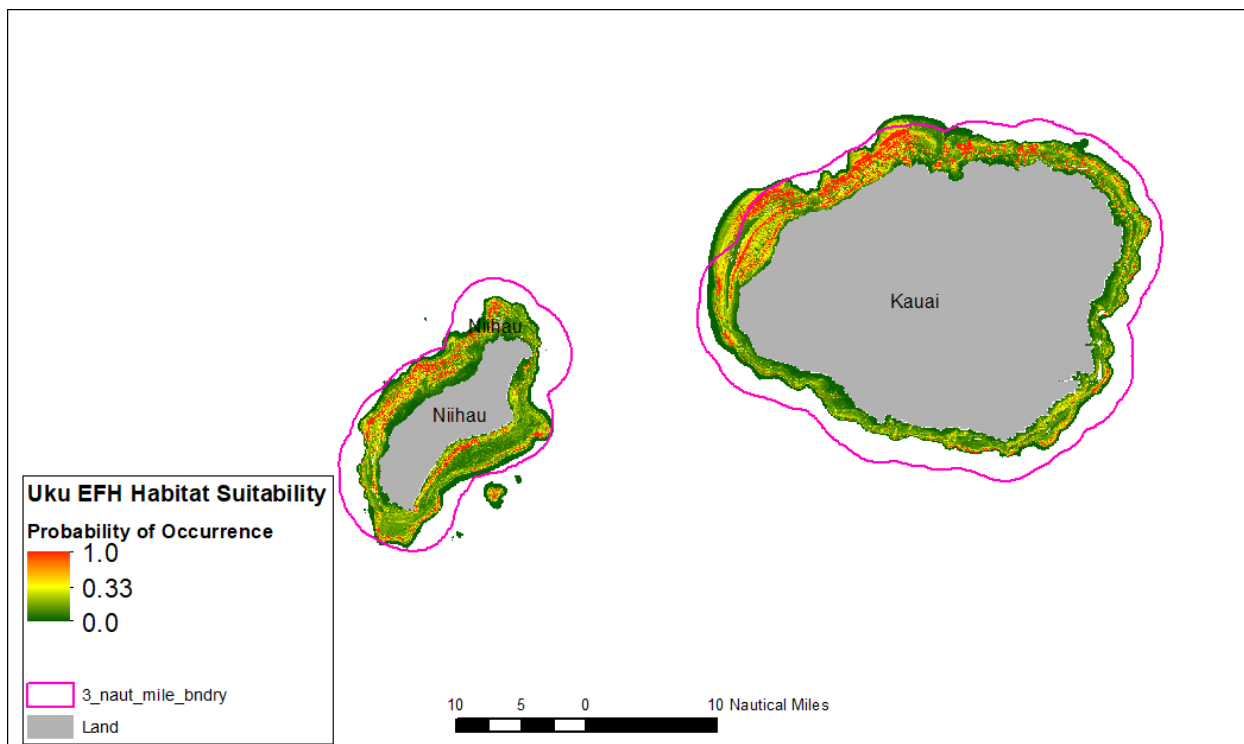 Kauai
Niihau
Niihau
Uku EFH Habitat Suitability
Probability of Occurrence
1.0
0.33
0.0
3_naut_mile_bndry
Land
10 5 0 10 Nautical Miles